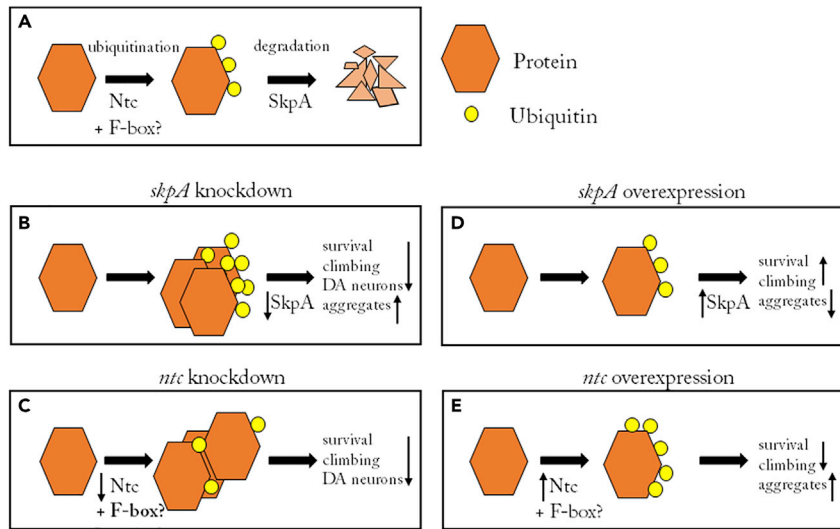 A
ubiquitination
degradation
Ntc
+ F-box?
SkpA
Protein
Ubiquitin
skpA knockdown
B
SkpA
survival
climbing
DA neurons
aggregates
skpA overexpression
D
SkpA
survival
climbing
aggregates
ntc knockdown
C
Ntc
+ F-box?
survival
climbing
DA neurons
ntc overexpression
E
Ntc
+ F-box?
survival
climbing
aggregates